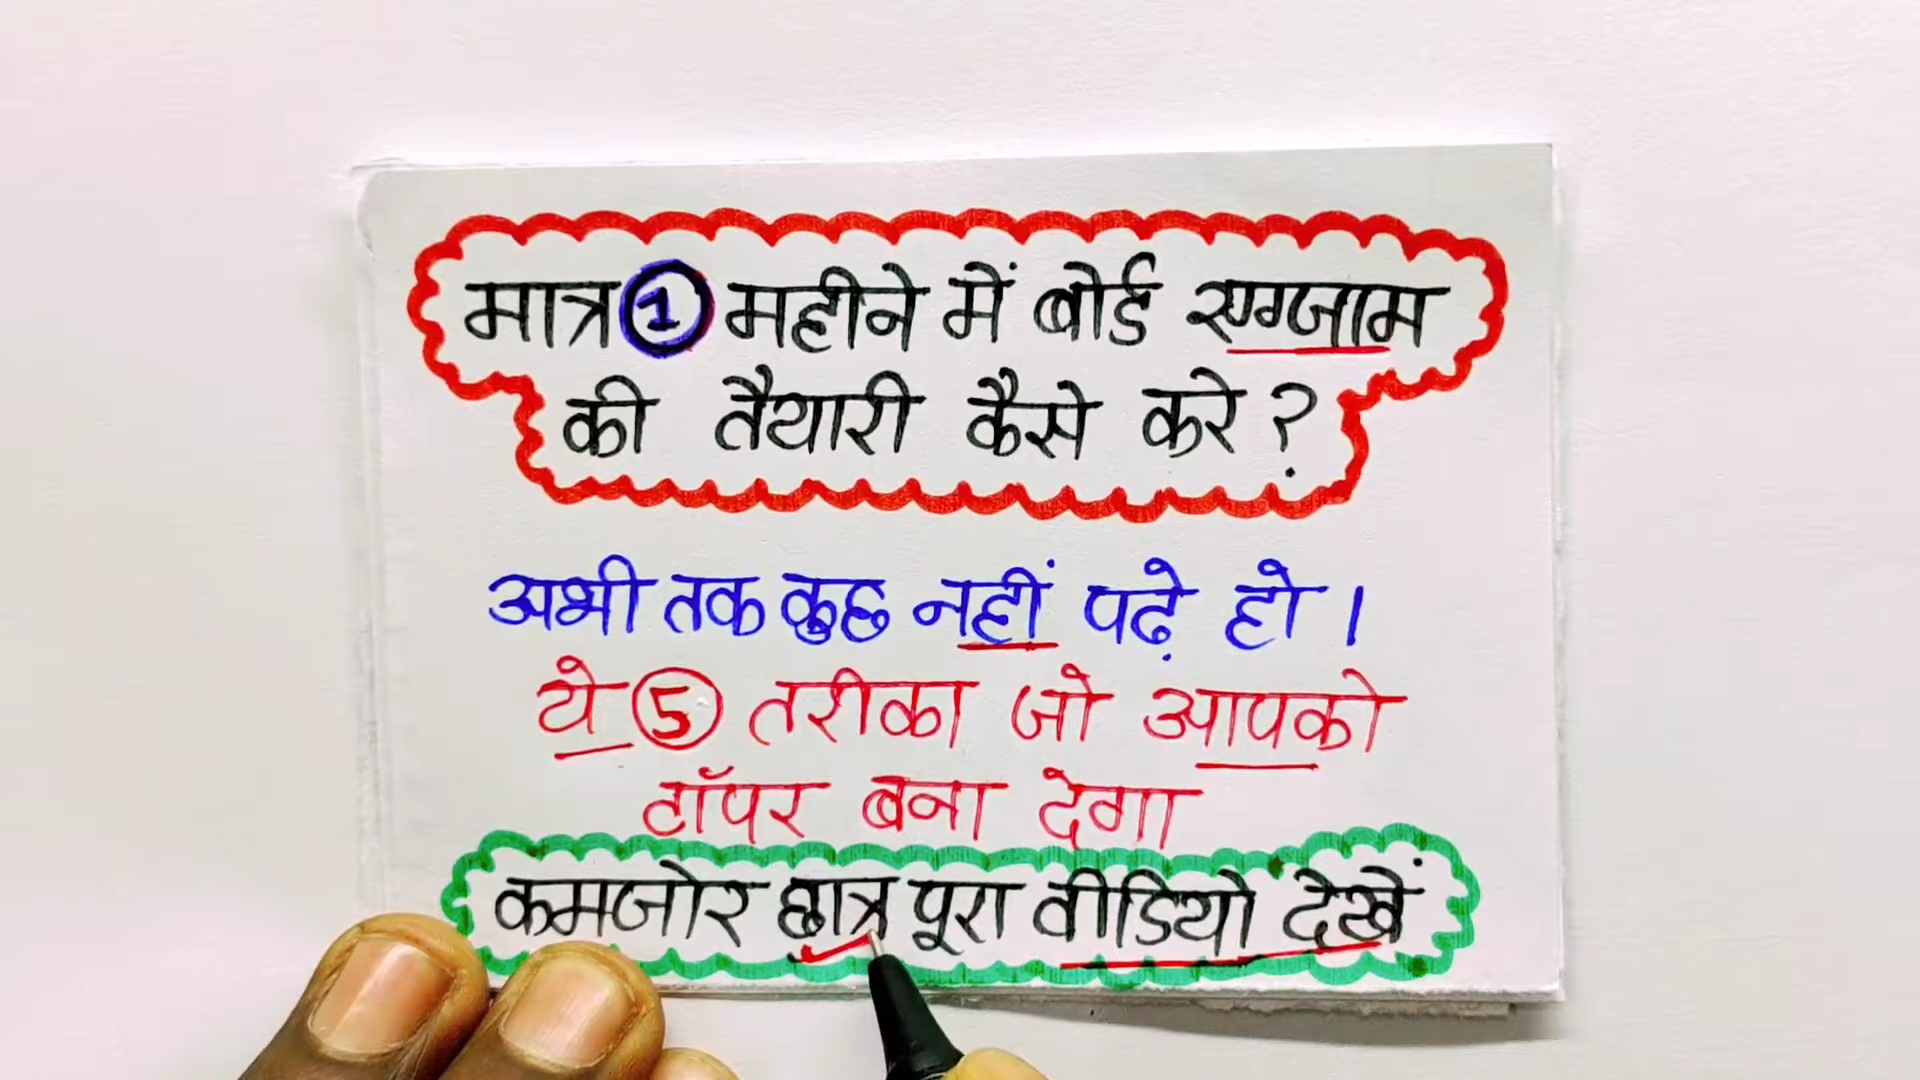 मात्र 1 महीने में बोर्ड एग्जाम
की तैयारी कैसे करे ?
अभी तक कुछ नहीं पढ़े हो ।
ये 5 तरीका जो आपको
टॉपर बना देगा
कमजोर छात्र पूरा वीडियो देखें